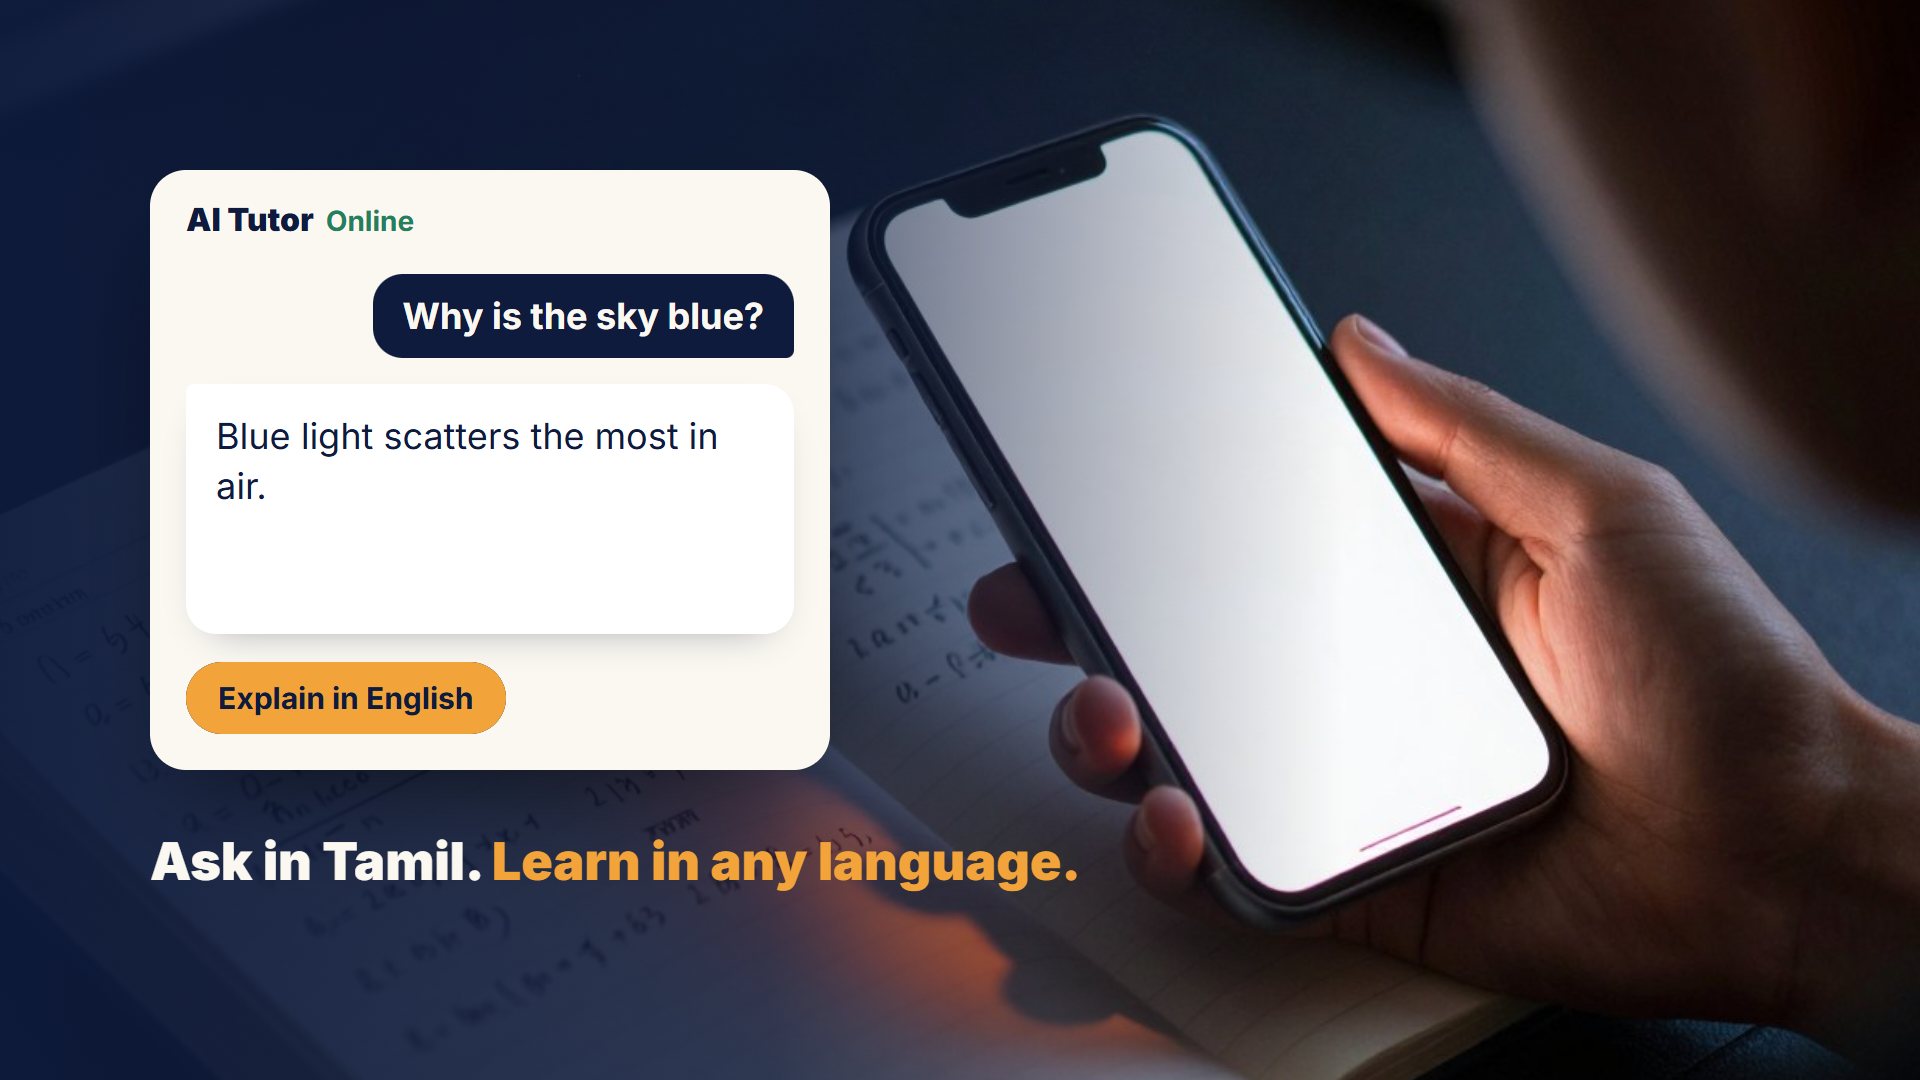 AI Tutor Online
Why is the sky blue?
Blue light scatters the most in
air.
Explain in English
Ask in Tamil. Learn in any language.